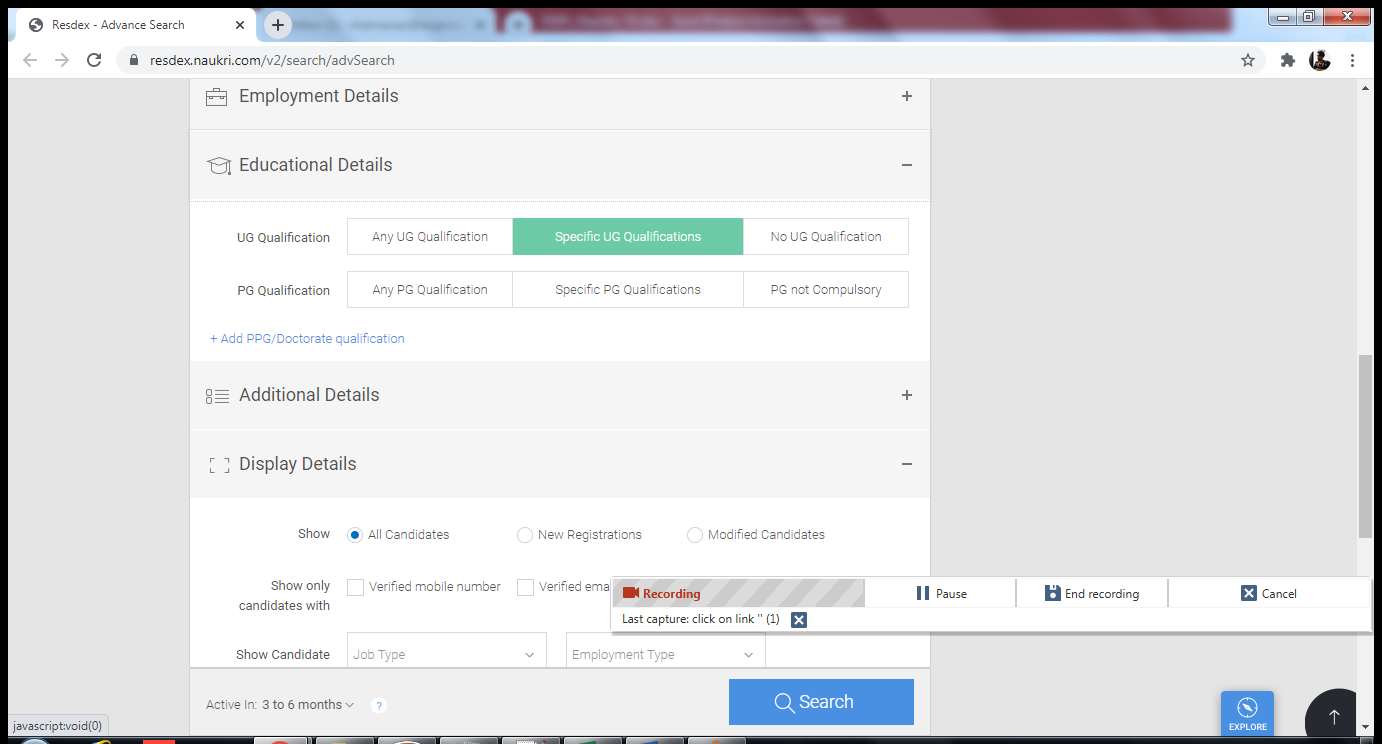 Resdex - Advance Search
resdex.naukri.com/v2/search/advSearch
Employment Details
Educational Details
UG Qualification Any UG Qualification Specific UG Qualifications No UG Qualification
PG Qualification Any PG Qualification Specific PG Qualifications PG not Compulsory
+ Add PPG/Doctorate qualification
Additional Details
Display Details
Show All Candidates New Registrations Modified Candidates
Show only
candidates with
Verified mobile number Verified ema
Recording Pause End recording Cancel
Last capture: click on link '' (1)
Show Candidate Job Type Employment Type
Active In: 3 to 6 months ? Search
EXPLORE
javascript:void(0)